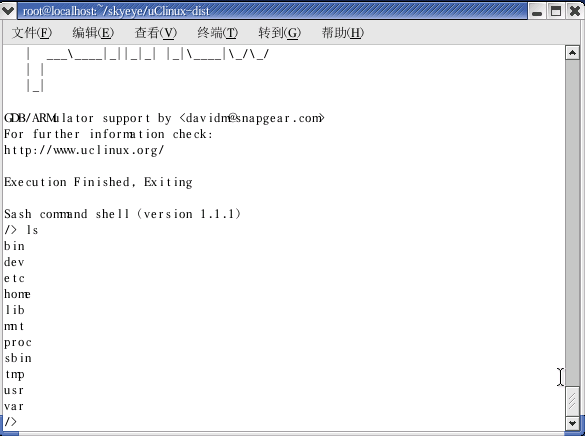 root@localhost:~/skyeye/uClinux-dist
文件(F) 编辑(E) 查看(V) 终端(T) 转到(G) 帮助(H)
|  ___\____|_||_|_| |_|\____|\_/\_/
| |
|_|
GDB/ARMulator support by <davidm@snapgear.com>
For further information check:
http://www.uclinux.org/
Execution Finished, Exiting
Sash command shell (version 1.1.1)
/> ls
bin
dev
etc
home
lib
mnt
proc
sbin
tmp
usr
var
/>